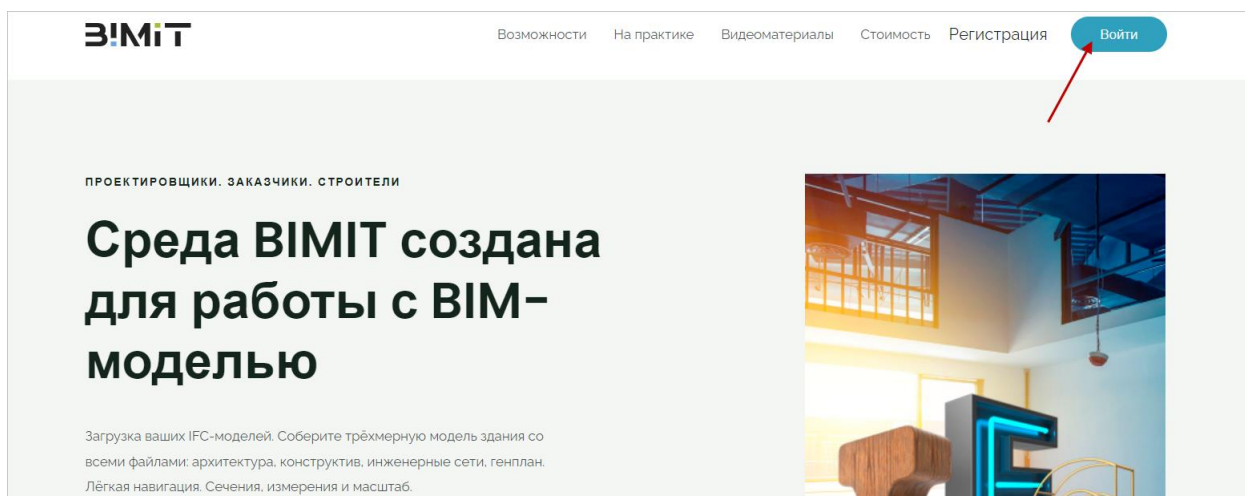 B!MiT
Возможности На практике Видеоматериалы Стоимость Регистрация Войти
ПРОЕКТИРОВЩИКИ. ЗАКАЗЧИКИ. СТРОИТЕЛИ
Среда BIMIT создана
для работы с BIM-
моделью
Загрузка ваших IFC-моделей. Соберите трёхмерную модель здания со
всеми файлами: архитектура, конструктив, инженерные сети, генплан.
Лёгкая навигация. Сечения, измерения и масштаб.